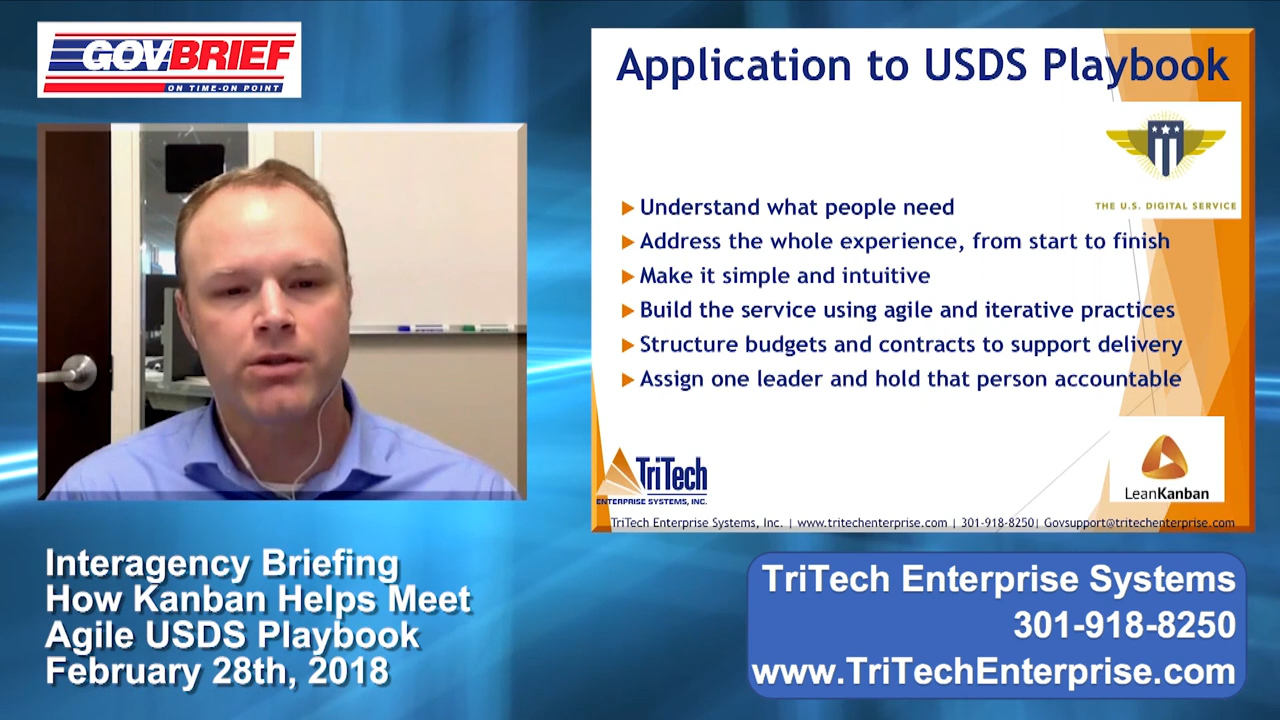 GOVBRIEF
ON TIME-ON POINT
Application to USDS Playbook
THE U.S. DIGITAL SERVICE
Understand what people need
Address the whole experience, from start to finish
Make it simple and intuitive
Build the service using agile and iterative practices
Structure budgets and contracts to support delivery
Assign one leader and hold that person accountable
TriTech
ENTERPRISE SYSTEMS, INC.
LeanKanban
TriTech Enterprise Systems, Inc. | www.tritechenterprise.com | 301-918-8250| Govsupport@tritechenterprise.com
Interagency Briefing
How Kanban Helps Meet
Agile USDS Playbook
February 28th, 2018
TriTech Enterprise Systems
301-918-8250
www.TriTechEnterprise.com